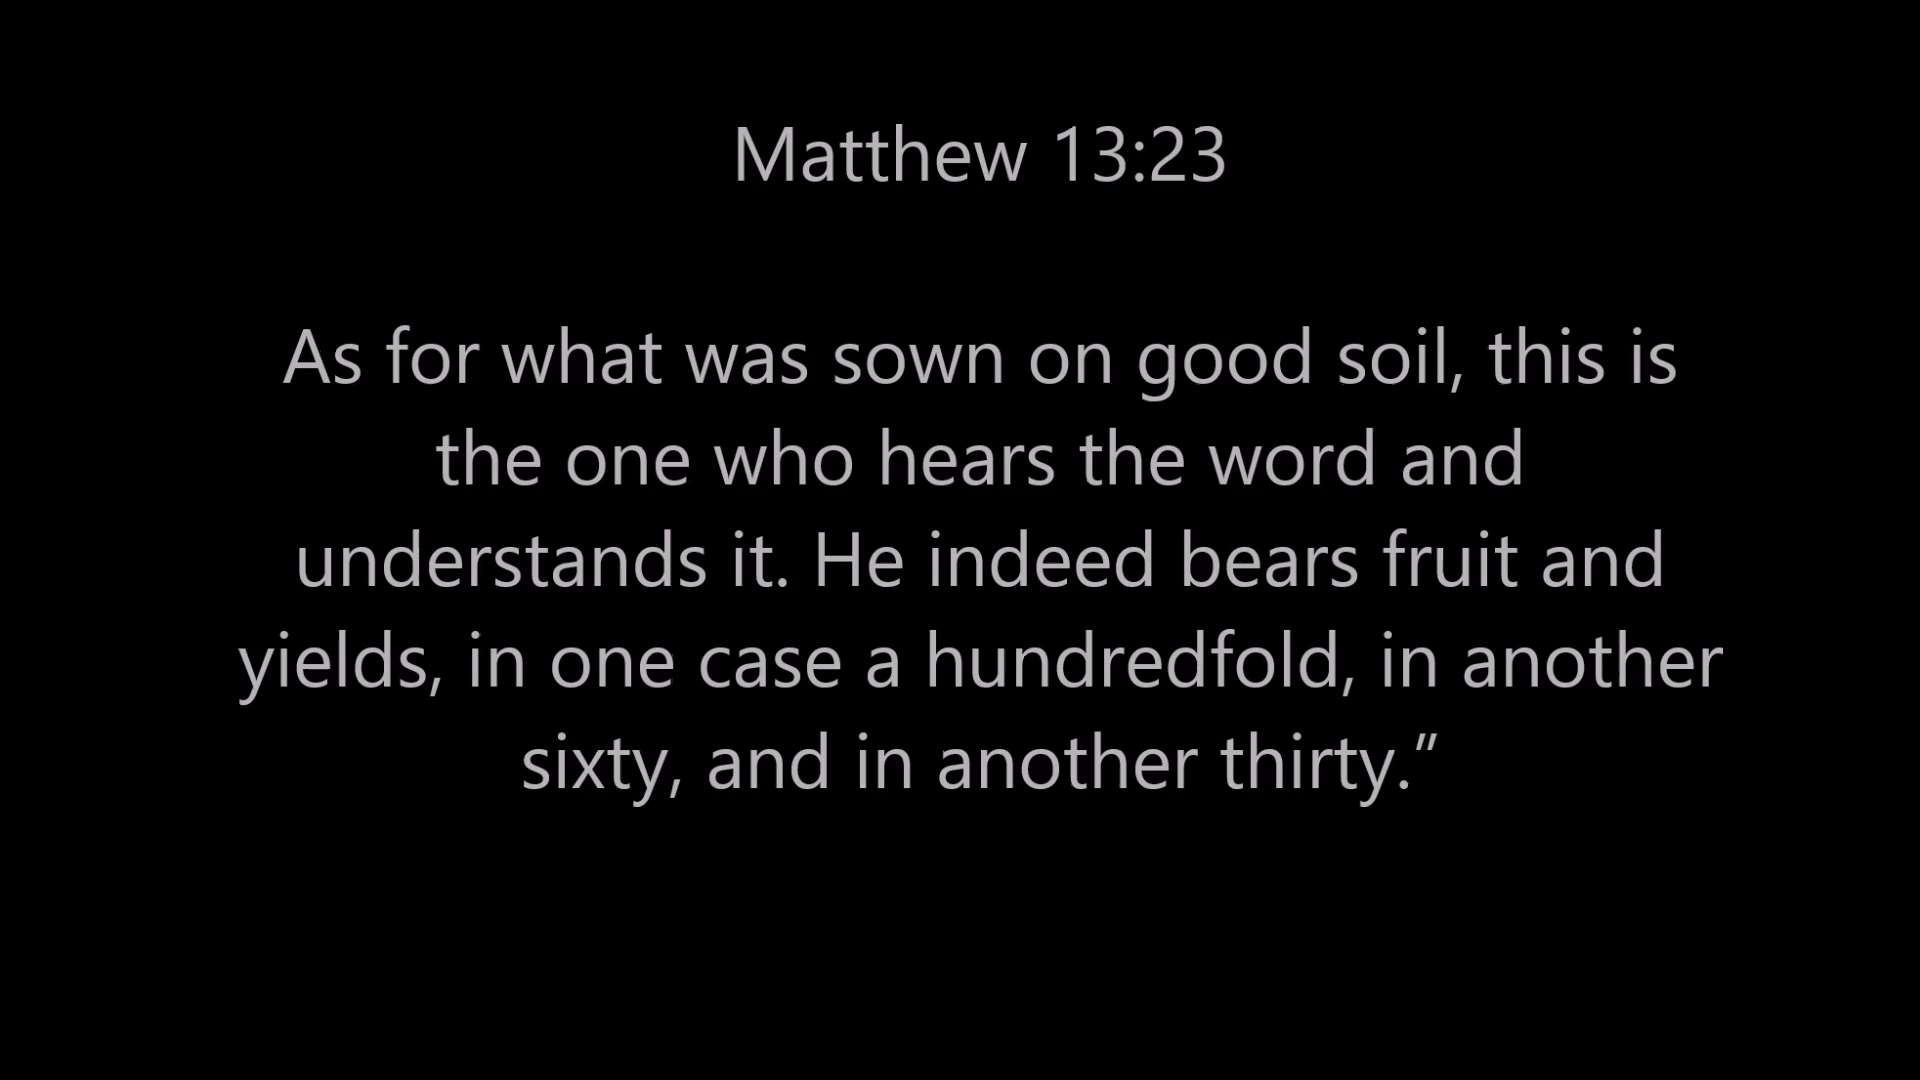 Matthew 13:23
As for what was sown on good soil, this is
the one who hears the word and
understands it. He indeed bears fruit and
yields, in one case a hundredfold, in another
sixty, and in another thirty.”